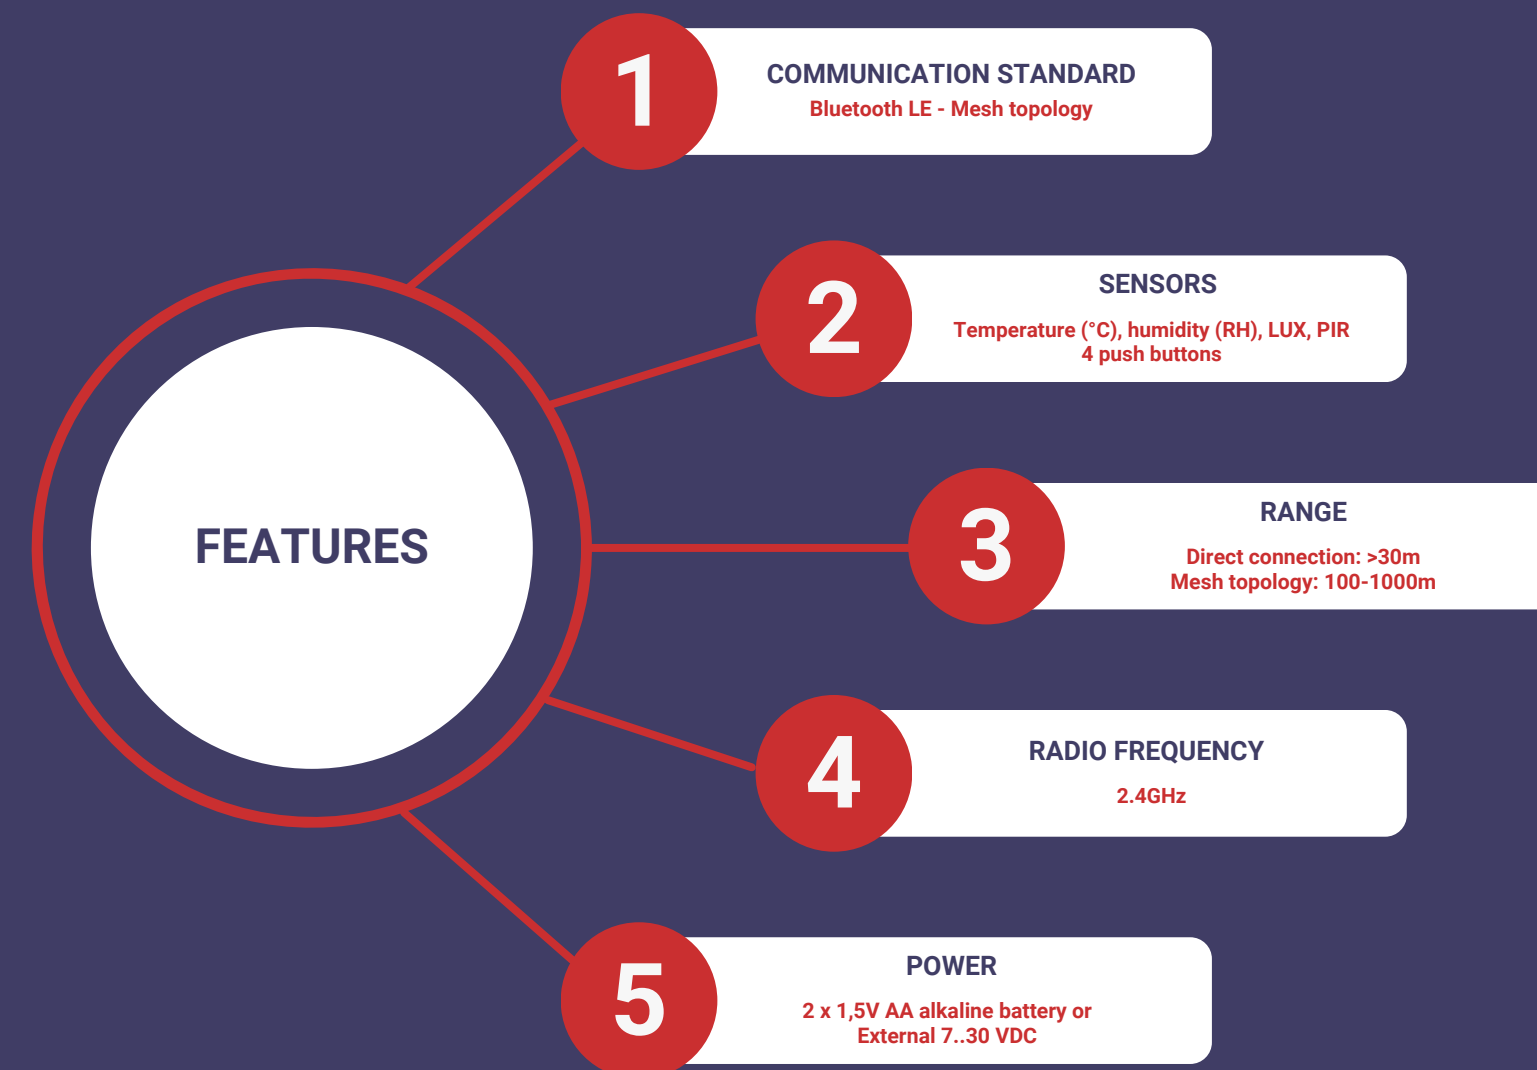 FEATURES
1
COMMUNICATION STANDARD
Bluetooth LE - Mesh topology
2
SENSORS
Temperature (°C), humidity (RH), LUX, PIR
4 push buttons
3
RANGE
Direct connection: >30m
Mesh topology: 100-1000m
4
RADIO FREQUENCY
2.4GHz
5
POWER
2 x 1,5V AA alkaline battery or
External 7..30 VDC